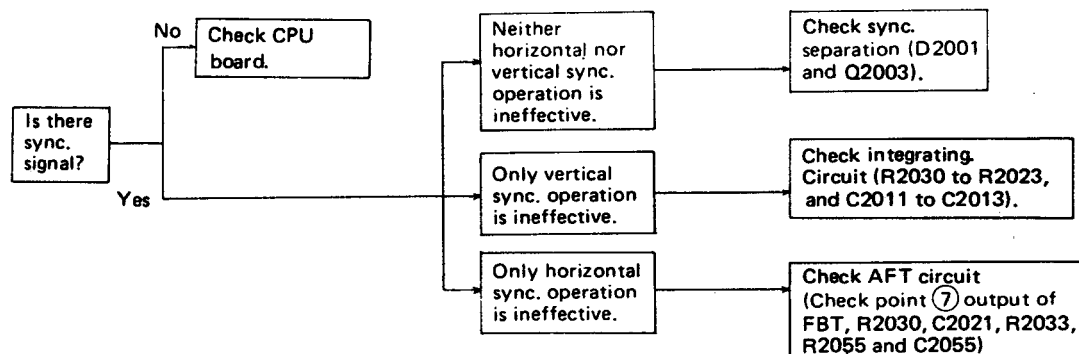 No
Check CPU
board.
Is there
sync.
signal?
Yes
Neither
horizontal nor
vertical sync.
operation is
ineffective.
Check sync.
separation (D2001
and Q2003).
Only vertical
sync. operation
is ineffective.
Check integrating.
Circuit (R2030 to R2023,
and C2011 to C2013).
Only horizontal
sync. operation
is ineffective.
Check AFT circuit
(Check point ⑦ output of
FBT, R2030, C2021, R2033,
R2055 and C2055)